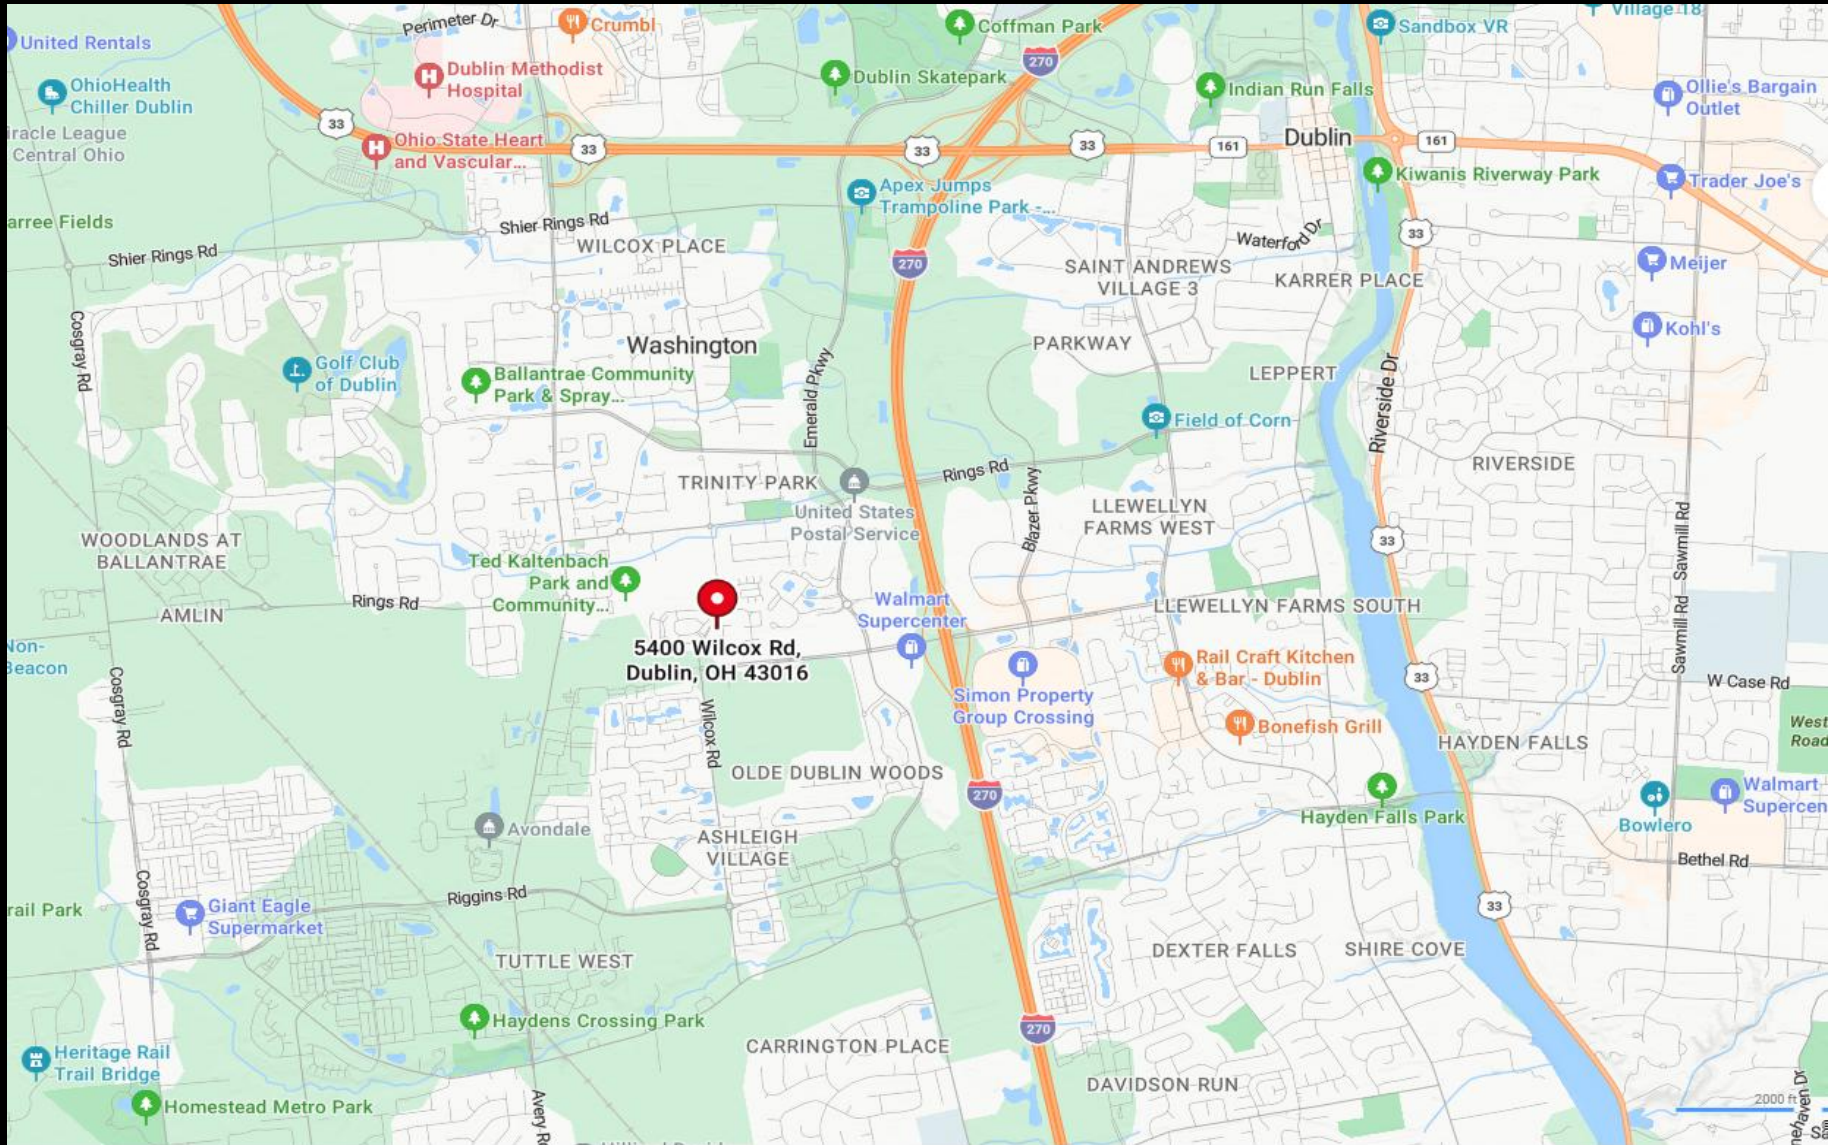 Perimeter Dr
Crumbl
Coffman Park
Sandbox VR
Village 18
United Rentals
270
Dublin Methodist
Hospital
Dublin Skatepark
Indian Run Falls
OhioHealth
Chiller Dublin
Ollie's Bargain
Outlet
iracle League
Central Ohio
33
Ohio State Heart
and Vascular...
33
33
33
161
Dublin
161
Kiwanis Riverway Park
Trader Joe's
Apex Jumps
Trampoline Park -...
arree Fields
Shier Rings Rd
Shier Rings Rd
WILCOX PLACE
270
Waterford Dr
33
SAINT ANDREWS
VILLAGE 3
KARRER PLACE
Meijer
Kohl's
Cosgray Rd
Washington
PARKWAY
Golf Club
of Dublin
Ballantrae Community
Park & Spray...
Emerald Pkwy
LEPPERT
Riverside Dr
Field of Corn
Rings Rd
RIVERSIDE
TRINITY PARK
United States
Postal Service
Blazer Pkwy
LLEWELLYN
FARMS WEST
Sawmill Rd
33
WOODLANDS AT
BALLANTRAE
Ted Kaltenbach
Park and
Community...
AMLIN
Rings Rd
Walmart
Supercenter
LLEWELLYN FARMS SOUTH
Sawmill Rd
Non-
Beacon
5400 Wilcox Rd,
Dublin, OH 43016
Rail Craft Kitchen
& Bar - Dublin
33
W Case Rd
Cosgray Rd
Wilcox Rd
Simon Property
Group Crossing
Bonefish Grill
West
Road
HAYDEN FALLS
OLDE DUBLIN WOODS
270
Hayden Falls Park
Bowlero
Walmart
Supercen
Avondale
ASHLEIGH
VILLAGE
Bethel Rd
Cosgray Rd
Riggins Rd
rail Park
Giant Eagle
Supermarket
33
TUTTLE WEST
DEXTER FALLS
SHIRE COVE
Haydens Crossing Park
270
CARRINGTON PLACE
Heritage Rail
Trail Bridge
DAVIDSON RUN
Homestead Metro Park
Avery R
2000 ft
nehaven Dr